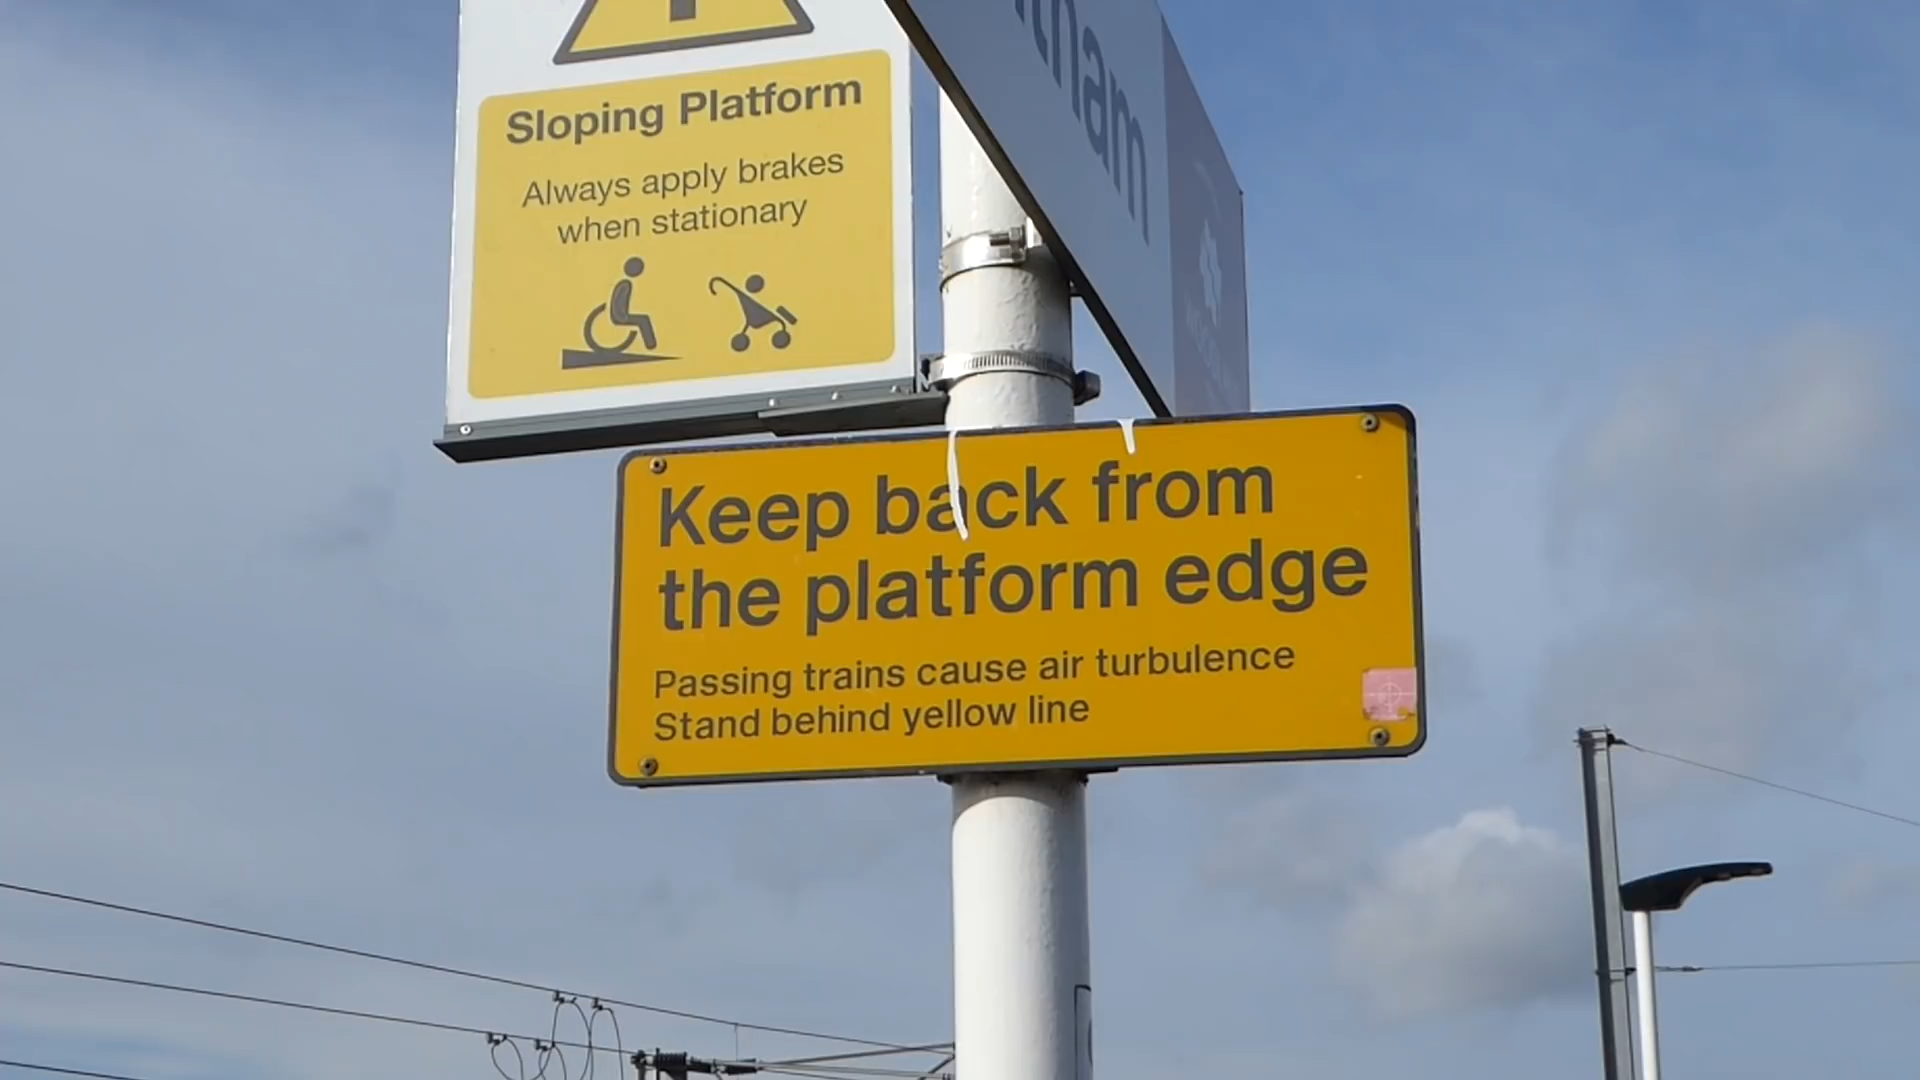 Sloping Platform
Always apply brakes
when stationary
Keep back from
the platform edge
Passing trains cause air turbulence
Stand behind yellow line